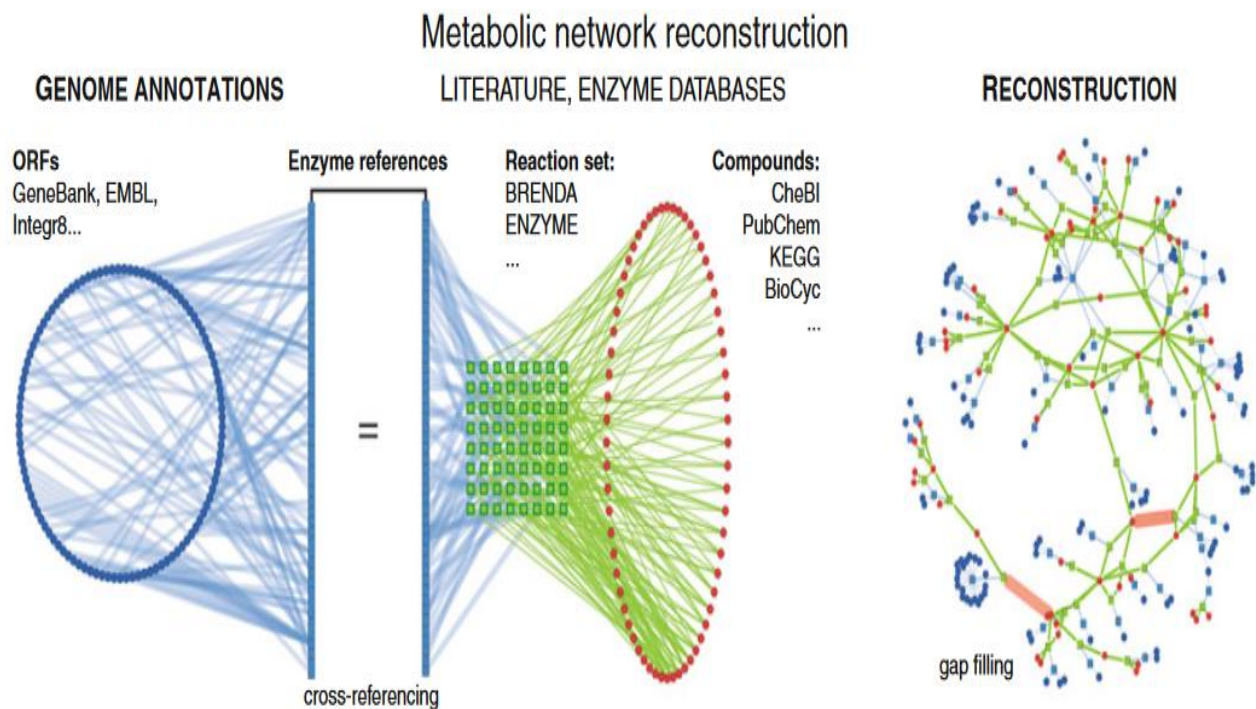 Metabolic network reconstruction
GENOME ANNOTATIONS
LITERATURE, ENZYME DATABASES
RECONSTRUCTION
ORFs
GeneBank, EMBL,
Integr8...
Enzyme references
Reaction set:
BRENDA
ENZYME
...
Compounds:
CheBI
PubChem
KEGG
BioCyc
...
=
cross-referencing
gap filling